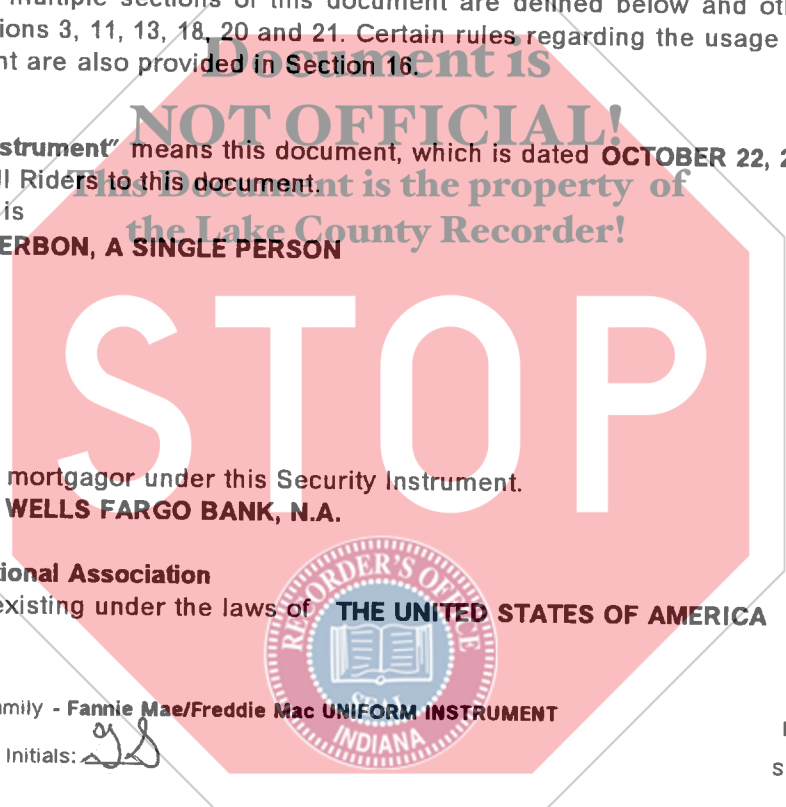 multiple sections of this document are defined below and
ions 3, 11, 13, 18, 20 and 21. Certain rules regarding the usage
nt are also provided in Section 16.
Document is
NOT OFFICIAL!
strument" means this document, which is dated OCTOBER 22, 2
ll Riders to this document.
This Document is the property of
is
the Lake County Recorder!
ERBON, A SINGLE PERSON
STOP
mortgagor under this Security Instrument.
WELLS FARGO BANK, N.A.
ional Association
existing under the laws of THE UNITED STATES OF AMERICA
RECORDER'S OFFICE
SEAL
INDIANA
amily - Fannie Mae/Freddie Mac UNIFORM INSTRUMENT
Initials: